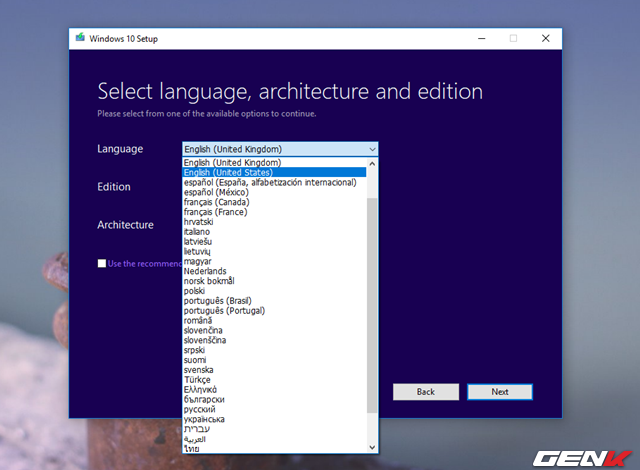 Windows 10 Setup
Select language, architecture and edition
Please select from one of the available options to continue.
Language
English (United Kingdom)
English (United Kingdom)
English (United States)
Edition
español (España, alfabetización internacional)
español (México)
français (Canada)
français (France)
Architecture
hrvatski
italiano
latviešu
lietuvių
magyar
Use the recommen
Nederlands
norsk bokmål
polski
português (Brasil)
português (Portugal)
română
slovenčina
slovenščina
srpski
suomi
svenska
Türkçe
Ελληνικά
български
русский
українська
עברית
العربية
ไทย
Back
Next
GENK